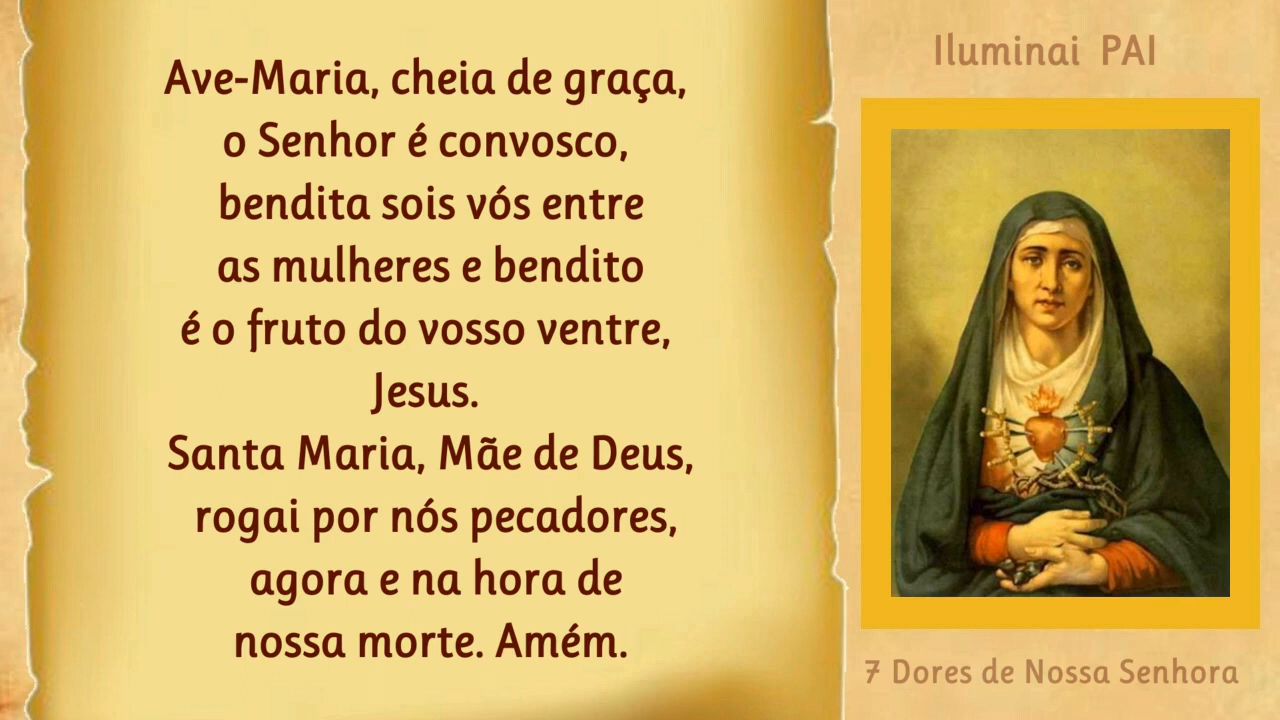 Ave-Maria, cheia de graça,
o Senhor é convosco,
bendita sois vós entre
as mulheres e bendito
é o fruto do vosso ventre,
Jesus.
Santa Maria, Mãe de Deus,
rogai por nós pecadores,
agora e na hora de
nossa morte. Amém.
Iluminai PAI
7 Dores de Nossa Senhora